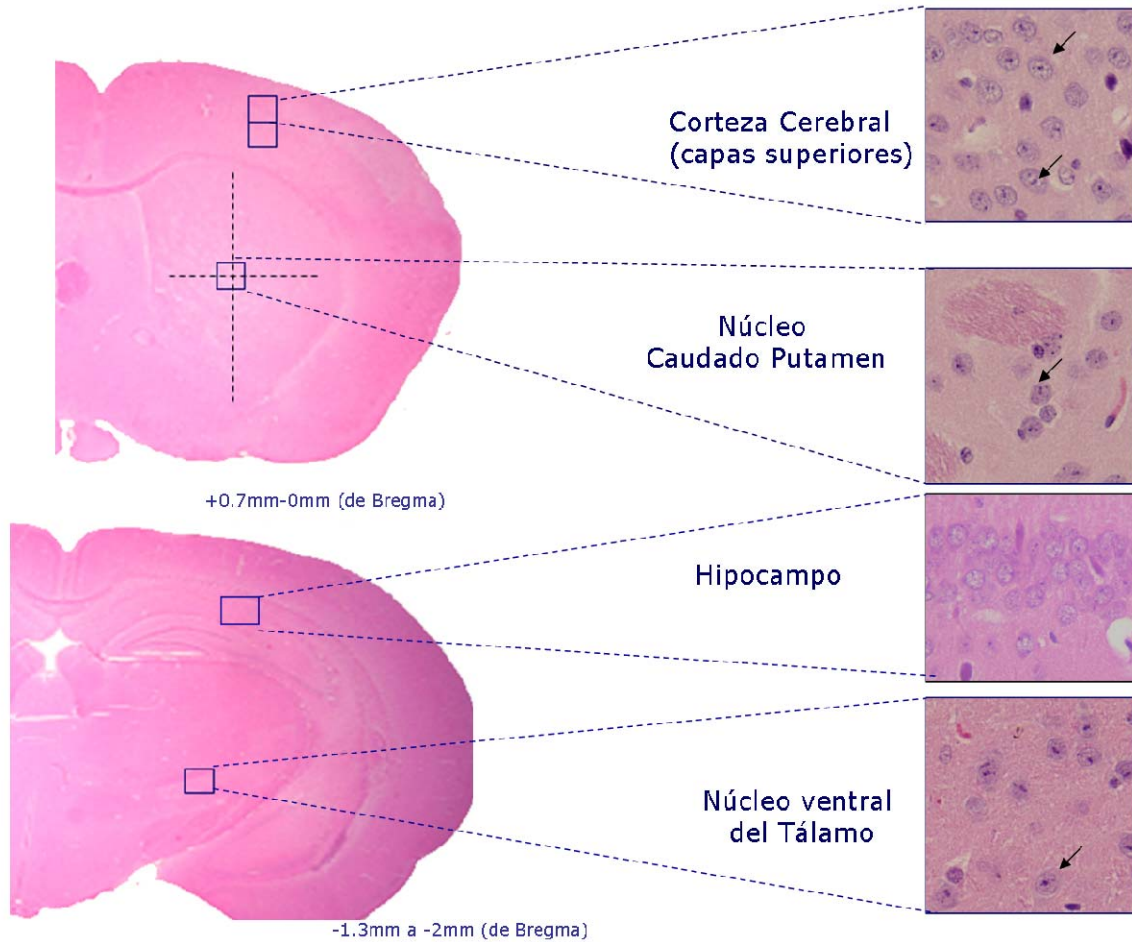 Corteza Cerebral
(capas superiores)
Núcleo
Caudado Putamen
+0.7mm-0mm (de Bregma)
Hipocampo
Núcleo ventral
del Tálamo
-1.3mm a -2mm (de Bregma)